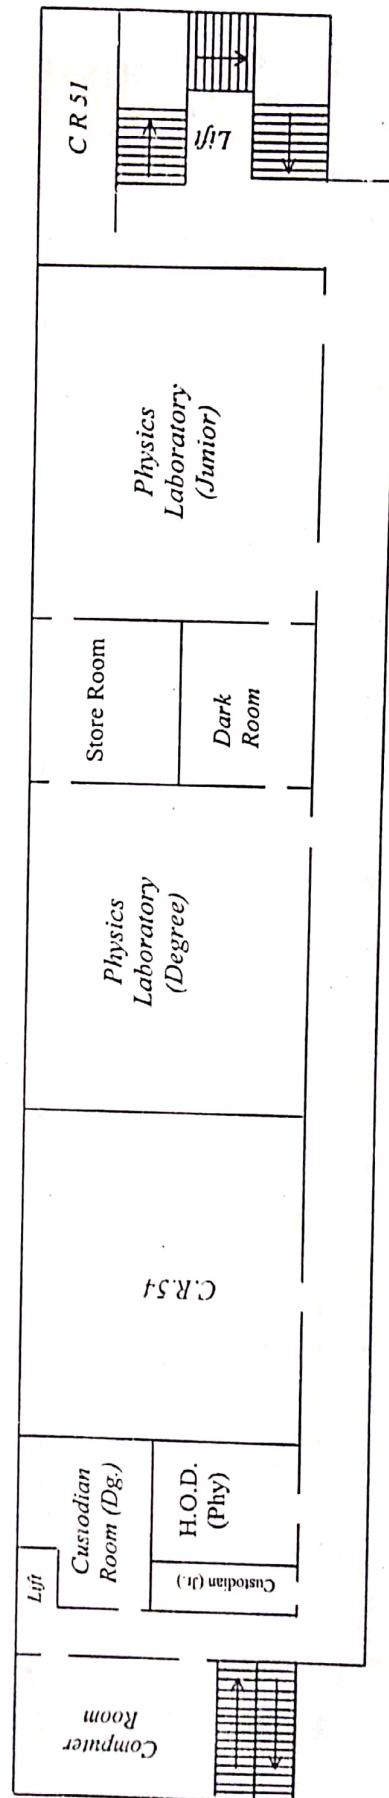 C R 51
Lift
Physics
Laboratory
(Junior)
Store Room
Dark
Room
Physics
Laboratory
(Degree)
C.R.54
Custodian
Room (Dg.)
H.O.D.
(Phy)
Custodian (Jr.)
Lift
Computer
Room